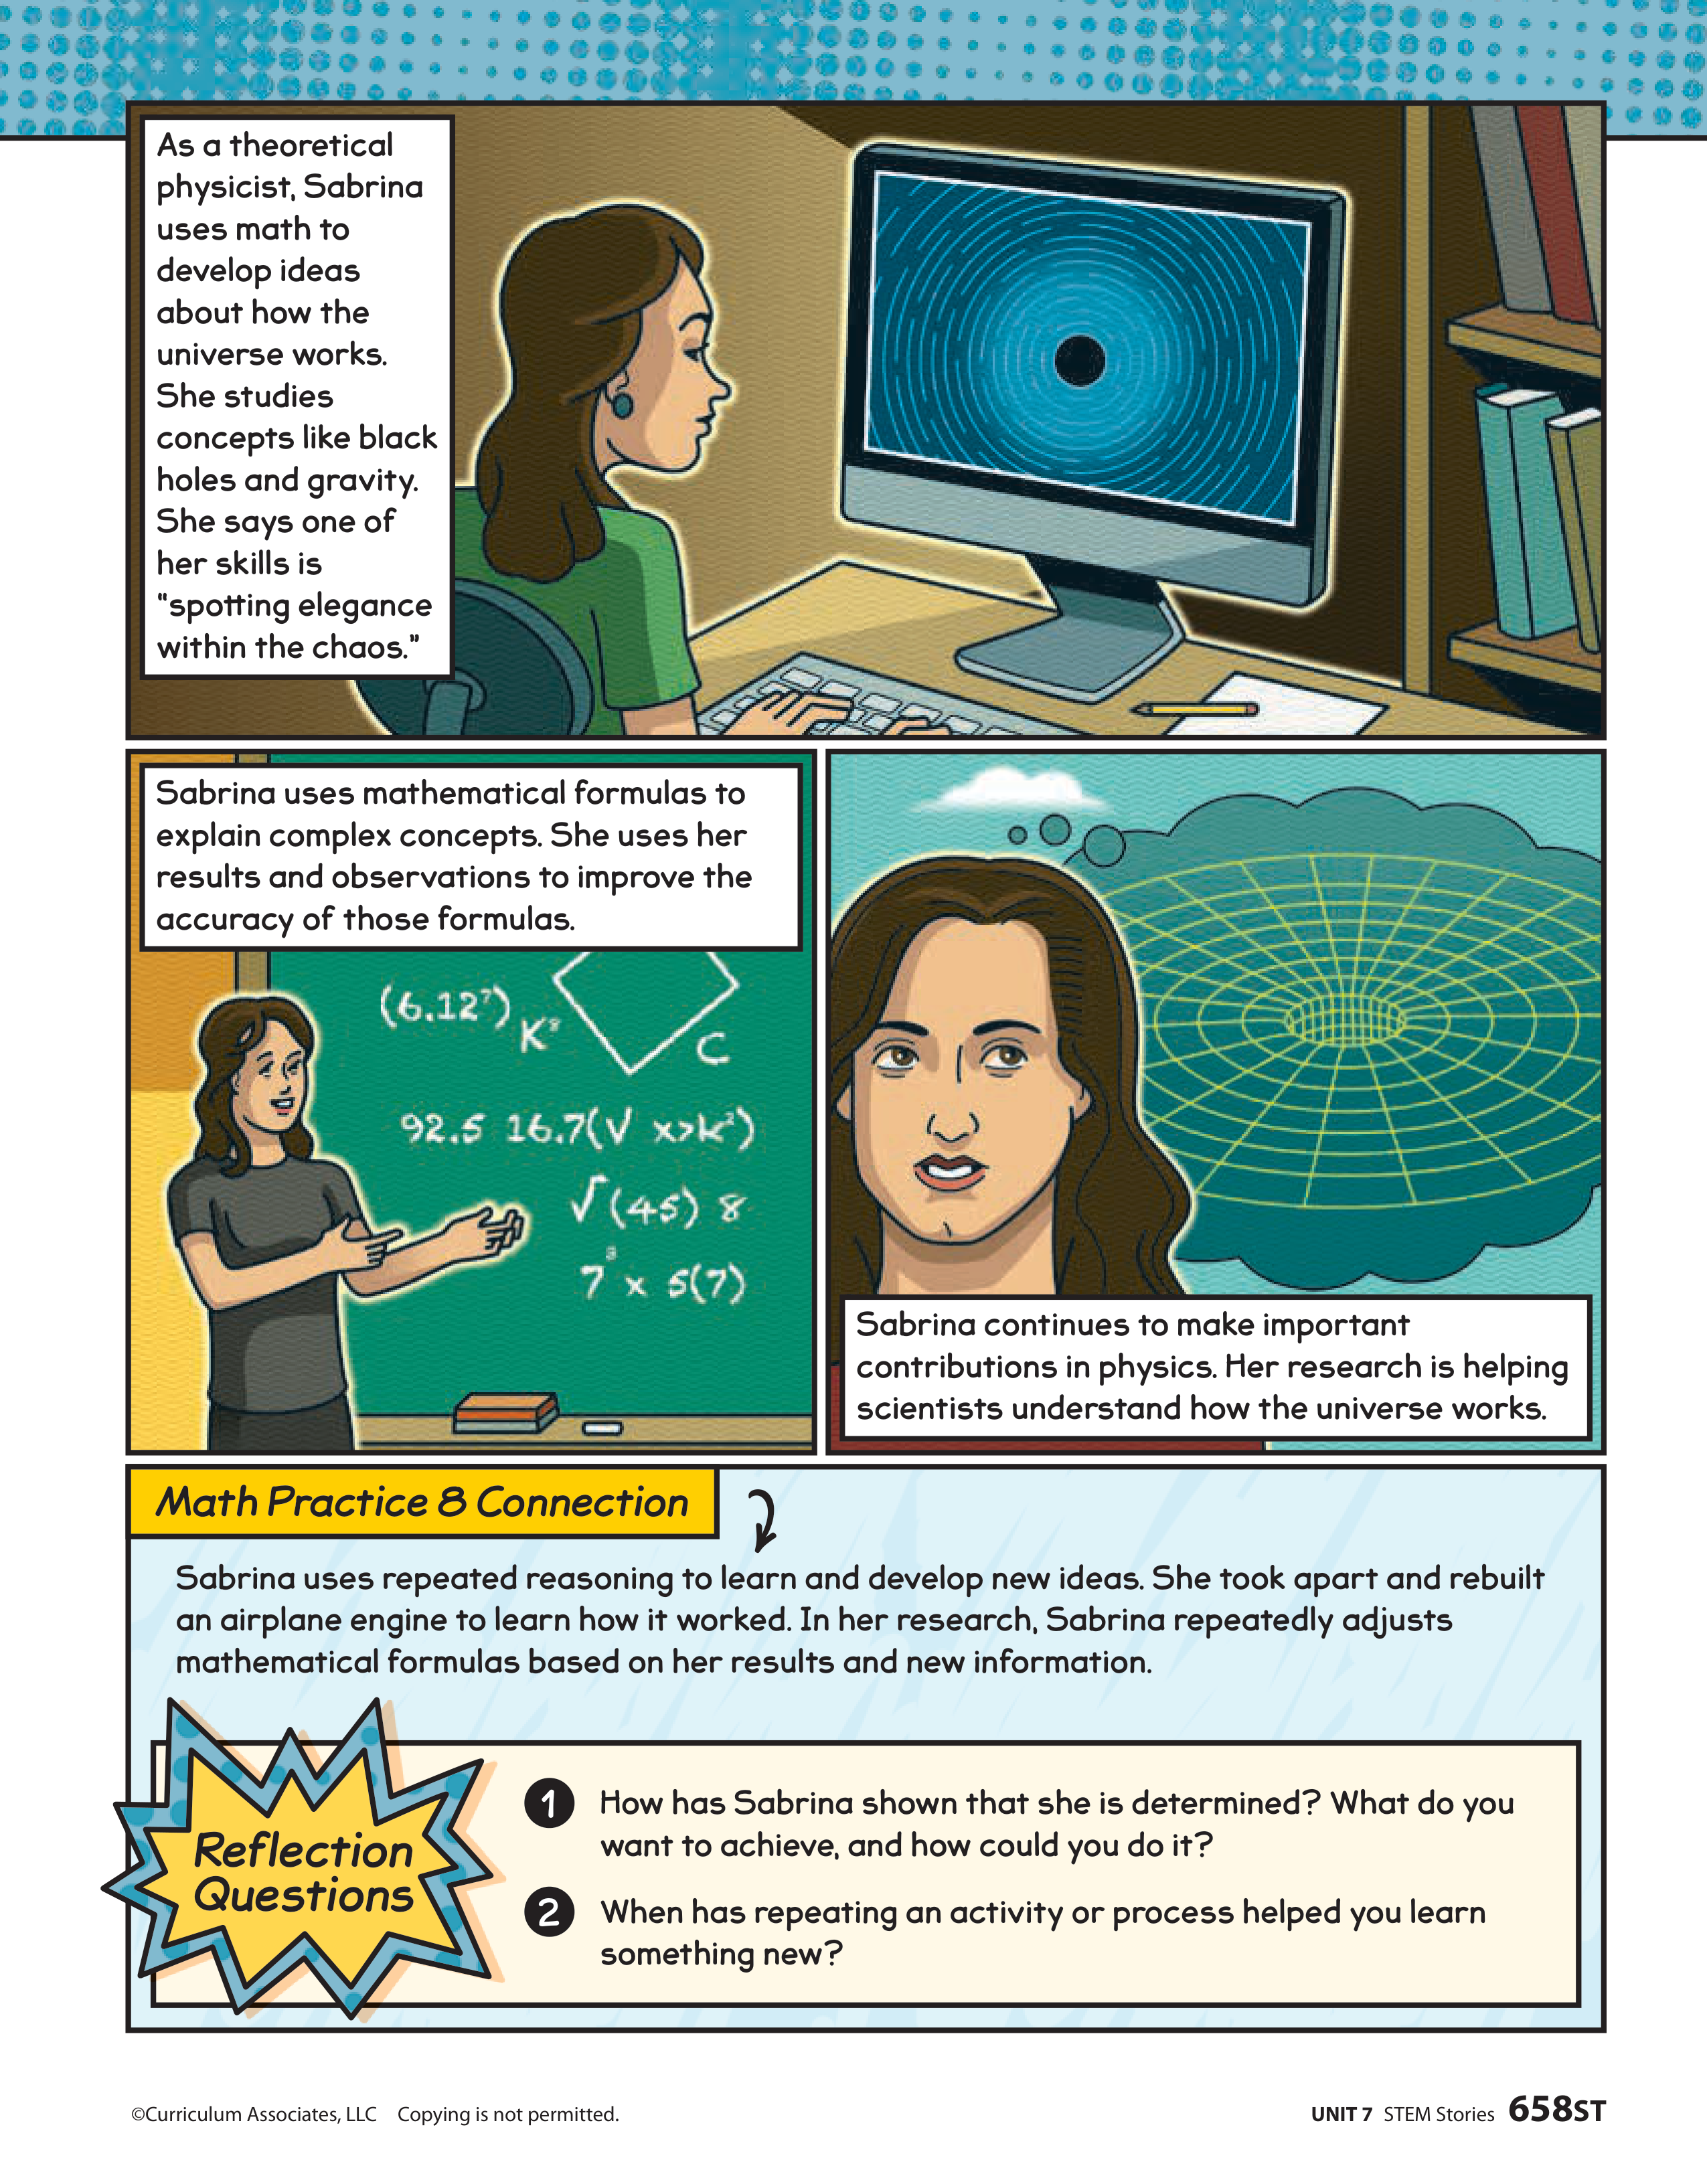 As a theoretical
physicist, Sabrina
uses math to
develop ideas
about how the
universe works.
She studies
concepts like black
holes and gravity.
She says one of
her skills is
"spotting elegance
within the chaos."
Sabrina uses mathematical formulas to
explain complex concepts. She uses her
results and observations to improve the
accuracy of those formulas.
(6.12⁷)
K⁸
C
92.5 16.7(√ x>k²)
√(45) 8
7³ x 5(7)
Sabrina continues to make important
contributions in physics. Her research is helping
scientists understand how the universe works.
Math Practice 8 Connection
Sabrina uses repeated reasoning to learn and develop new ideas. She took apart and rebuilt
an airplane engine to learn how it worked. In her research, Sabrina repeatedly adjusts
mathematical formulas based on her results and new information.
Reflection
Questions
1 How has Sabrina shown that she is determined? What do you
want to achieve, and how could you do it?
2 When has repeating an activity or process helped you learn
something new?
©Curriculum Associates, LLC Copying is not permitted.
UNIT 7 STEM Stories 658ST